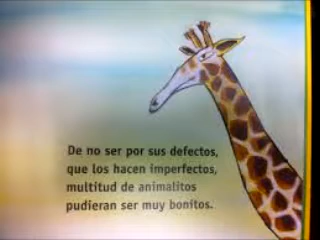 De no ser por sus defectos,
que los hacen imperfectos,
multitud de animalitos
pudieran ser muy bonitos.